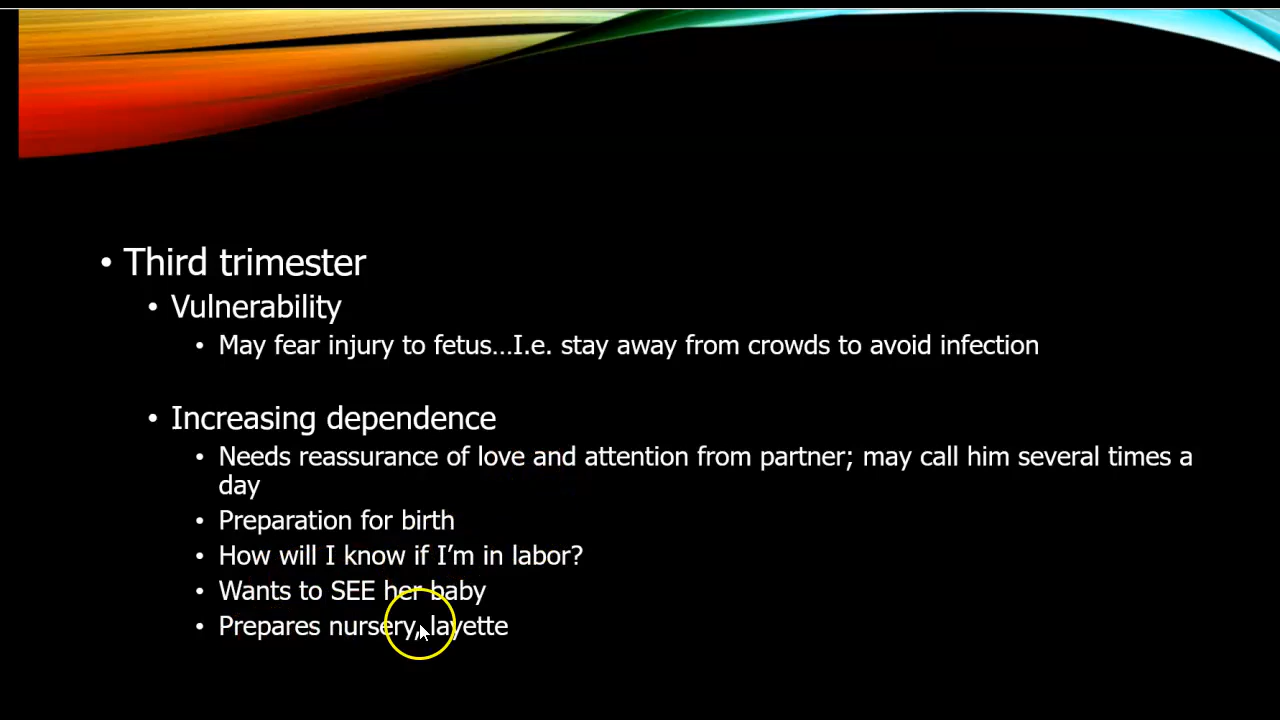 • Third trimester
• Vulnerability
• May fear injury to fetus...I.e. stay away from crowds to avoid infection
• Increasing dependence
• Needs reassurance of love and attention from partner; may call him several times a
day
• Preparation for birth
• How will I know if I'm in labor?
• Wants to SEE her baby
• Prepares nursery, layette